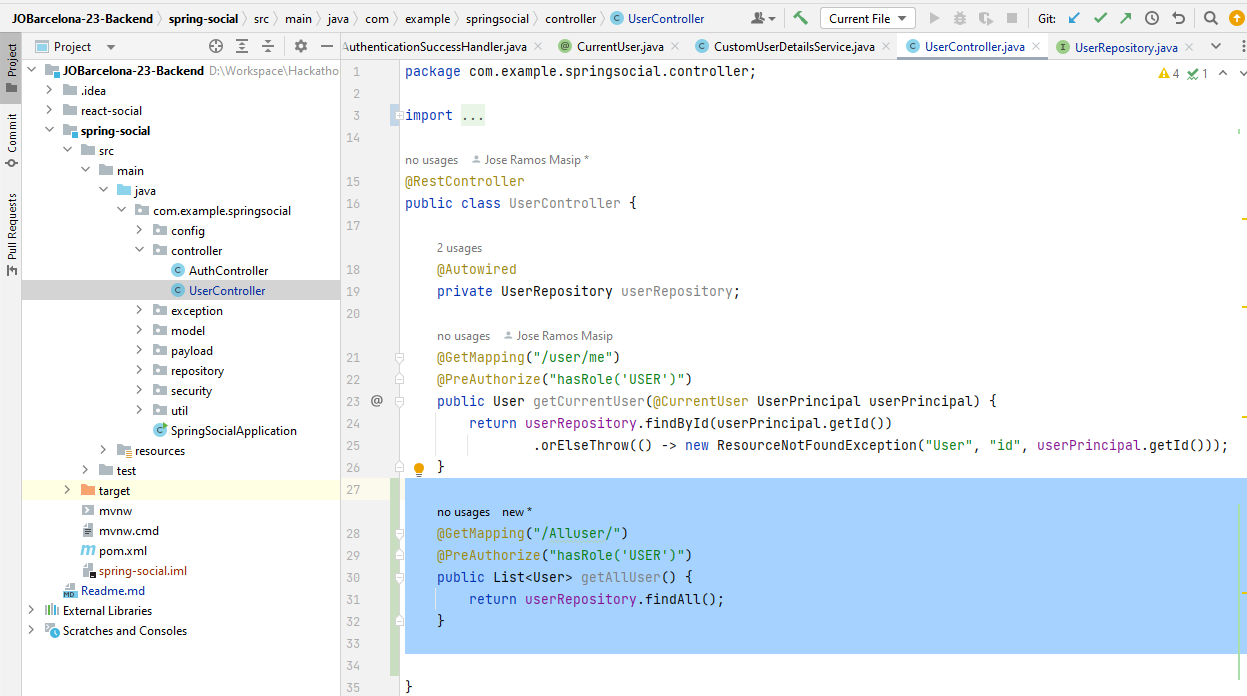 JOBarcelona-23-Backend spring-social src main java com example springsocial controller UserController Current File Git:
Project
AuthenticationSuccessHandler.java CurrentUser.java CustomUserDetailsService.java UserController.java UserRepository.java
Project
Commit
Pull Requests
JOBarcelona-23-Backend D:\Workspace\Hackatho
.idea
react-social
spring-social
src
main
java
com.example.springsocial
config
controller
AuthController
UserController
exception
model
payload
repository
security
util
SpringSocialApplication
resources
test
target
mvnw
mvnw.cmd
pom.xml
spring-social.iml
Readme.md
External Libraries
Scratches and Consoles
4 1
1 package com.example.springsocial.controller;
2
3 import ...
14
no usages Jose Ramos Masip *
15 @RestController
16 public class UserController {
17
2 usages
18 @Autowired
19 private UserRepository userRepository;
20
no usages Jose Ramos Masip
21 @GetMapping("/user/me")
22 @PreAuthorize("hasRole('USER')")
23 @ public User getCurrentUser(@CurrentUser UserPrincipal userPrincipal) {
24 return userRepository.findById(userPrincipal.getId())
25 .orElseThrow(() -> new ResourceNotFoundException("User", "id", userPrincipal.getId()));
26 }
27
no usages new *
28 @GetMapping("/Alluser/")
29 @PreAuthorize("hasRole('USER')")
30 public List<User> getAllUser() {
31 return userRepository.findAll();
32 }
33
34
35 }